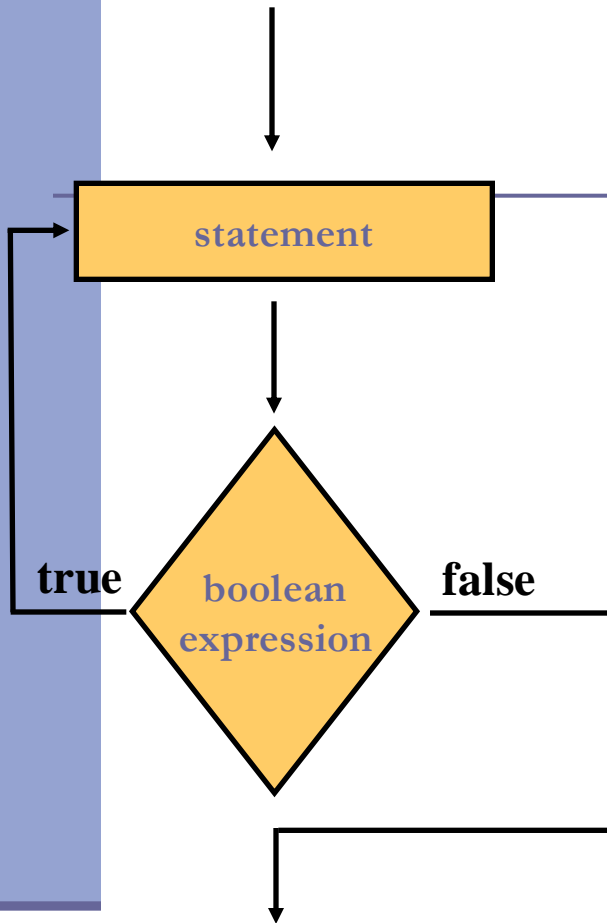 statement
true
boolean
expression
false